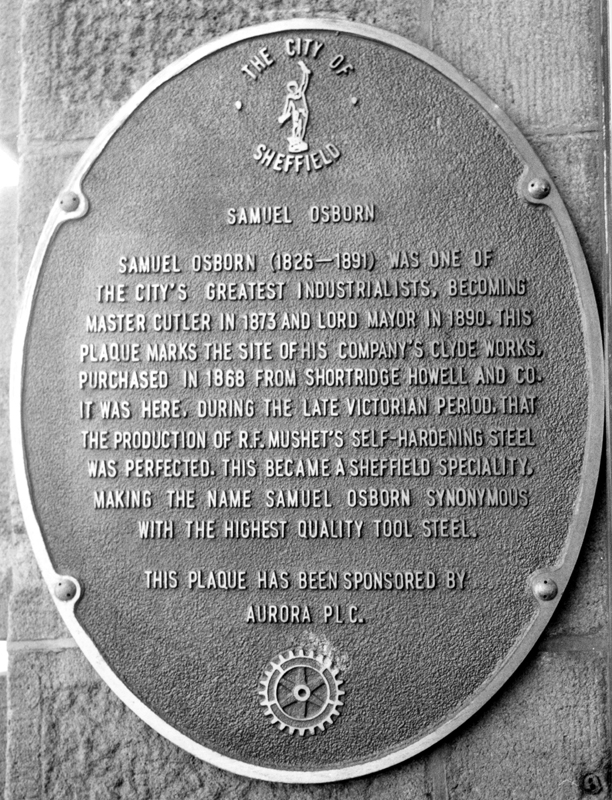 THE CITY OF
SHEFFIELD
SAMUEL OSBORN
SAMUEL OSBORN (1826—1891) WAS ONE OF
THE CITY'S GREATEST INDUSTRIALISTS, BECOMING
MASTER CUTLER IN 1873 AND LORD MAYOR IN 1890. THIS
PLAQUE MARKS THE SITE OF HIS COMPANY'S CLYDE WORKS,
PURCHASED IN 1868 FROM SHORTRIDGE HOWELL AND CO.
IT WAS HERE, DURING THE LATE VICTORIAN PERIOD, THAT
THE PRODUCTION OF R.F. MUSHET'S SELF-HARDENING STEEL
WAS PERFECTED. THIS BECAME A SHEFFIELD SPECIALITY,
MAKING THE NAME SAMUEL OSBORN SYNONYMOUS
WITH THE HIGHEST QUALITY TOOL STEEL.
THIS PLAQUE HAS BEEN SPONSORED BY
AURORA PLC.